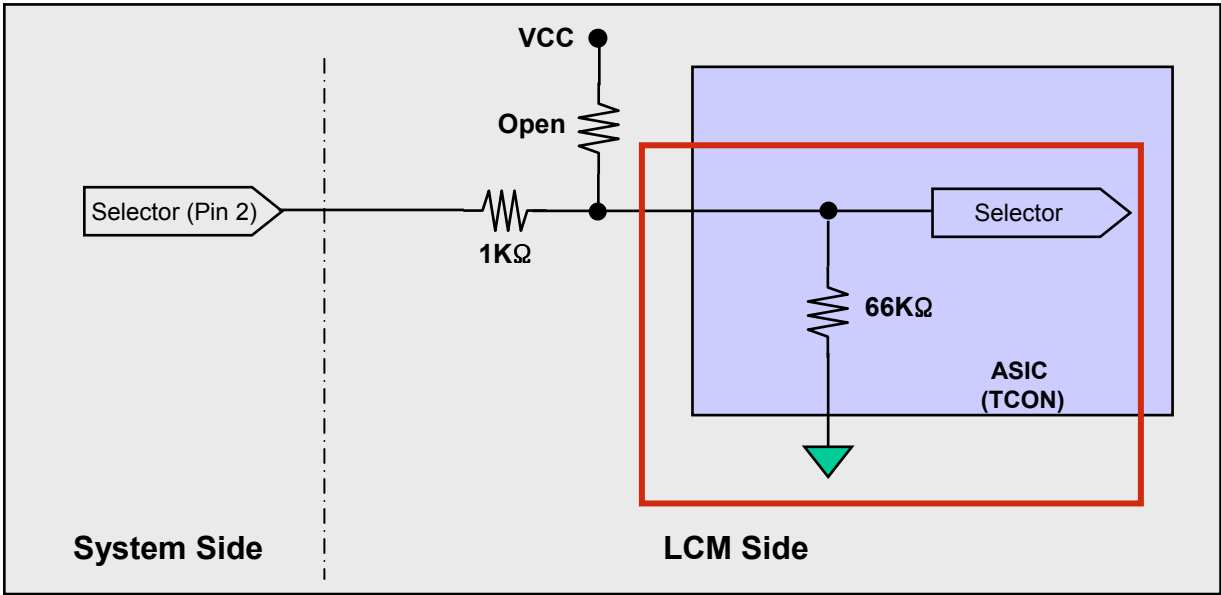 VCC
Open
Selector (Pin 2)
Selector
1KΩ
66KΩ
ASIC
(TCON)
System Side
LCM Side